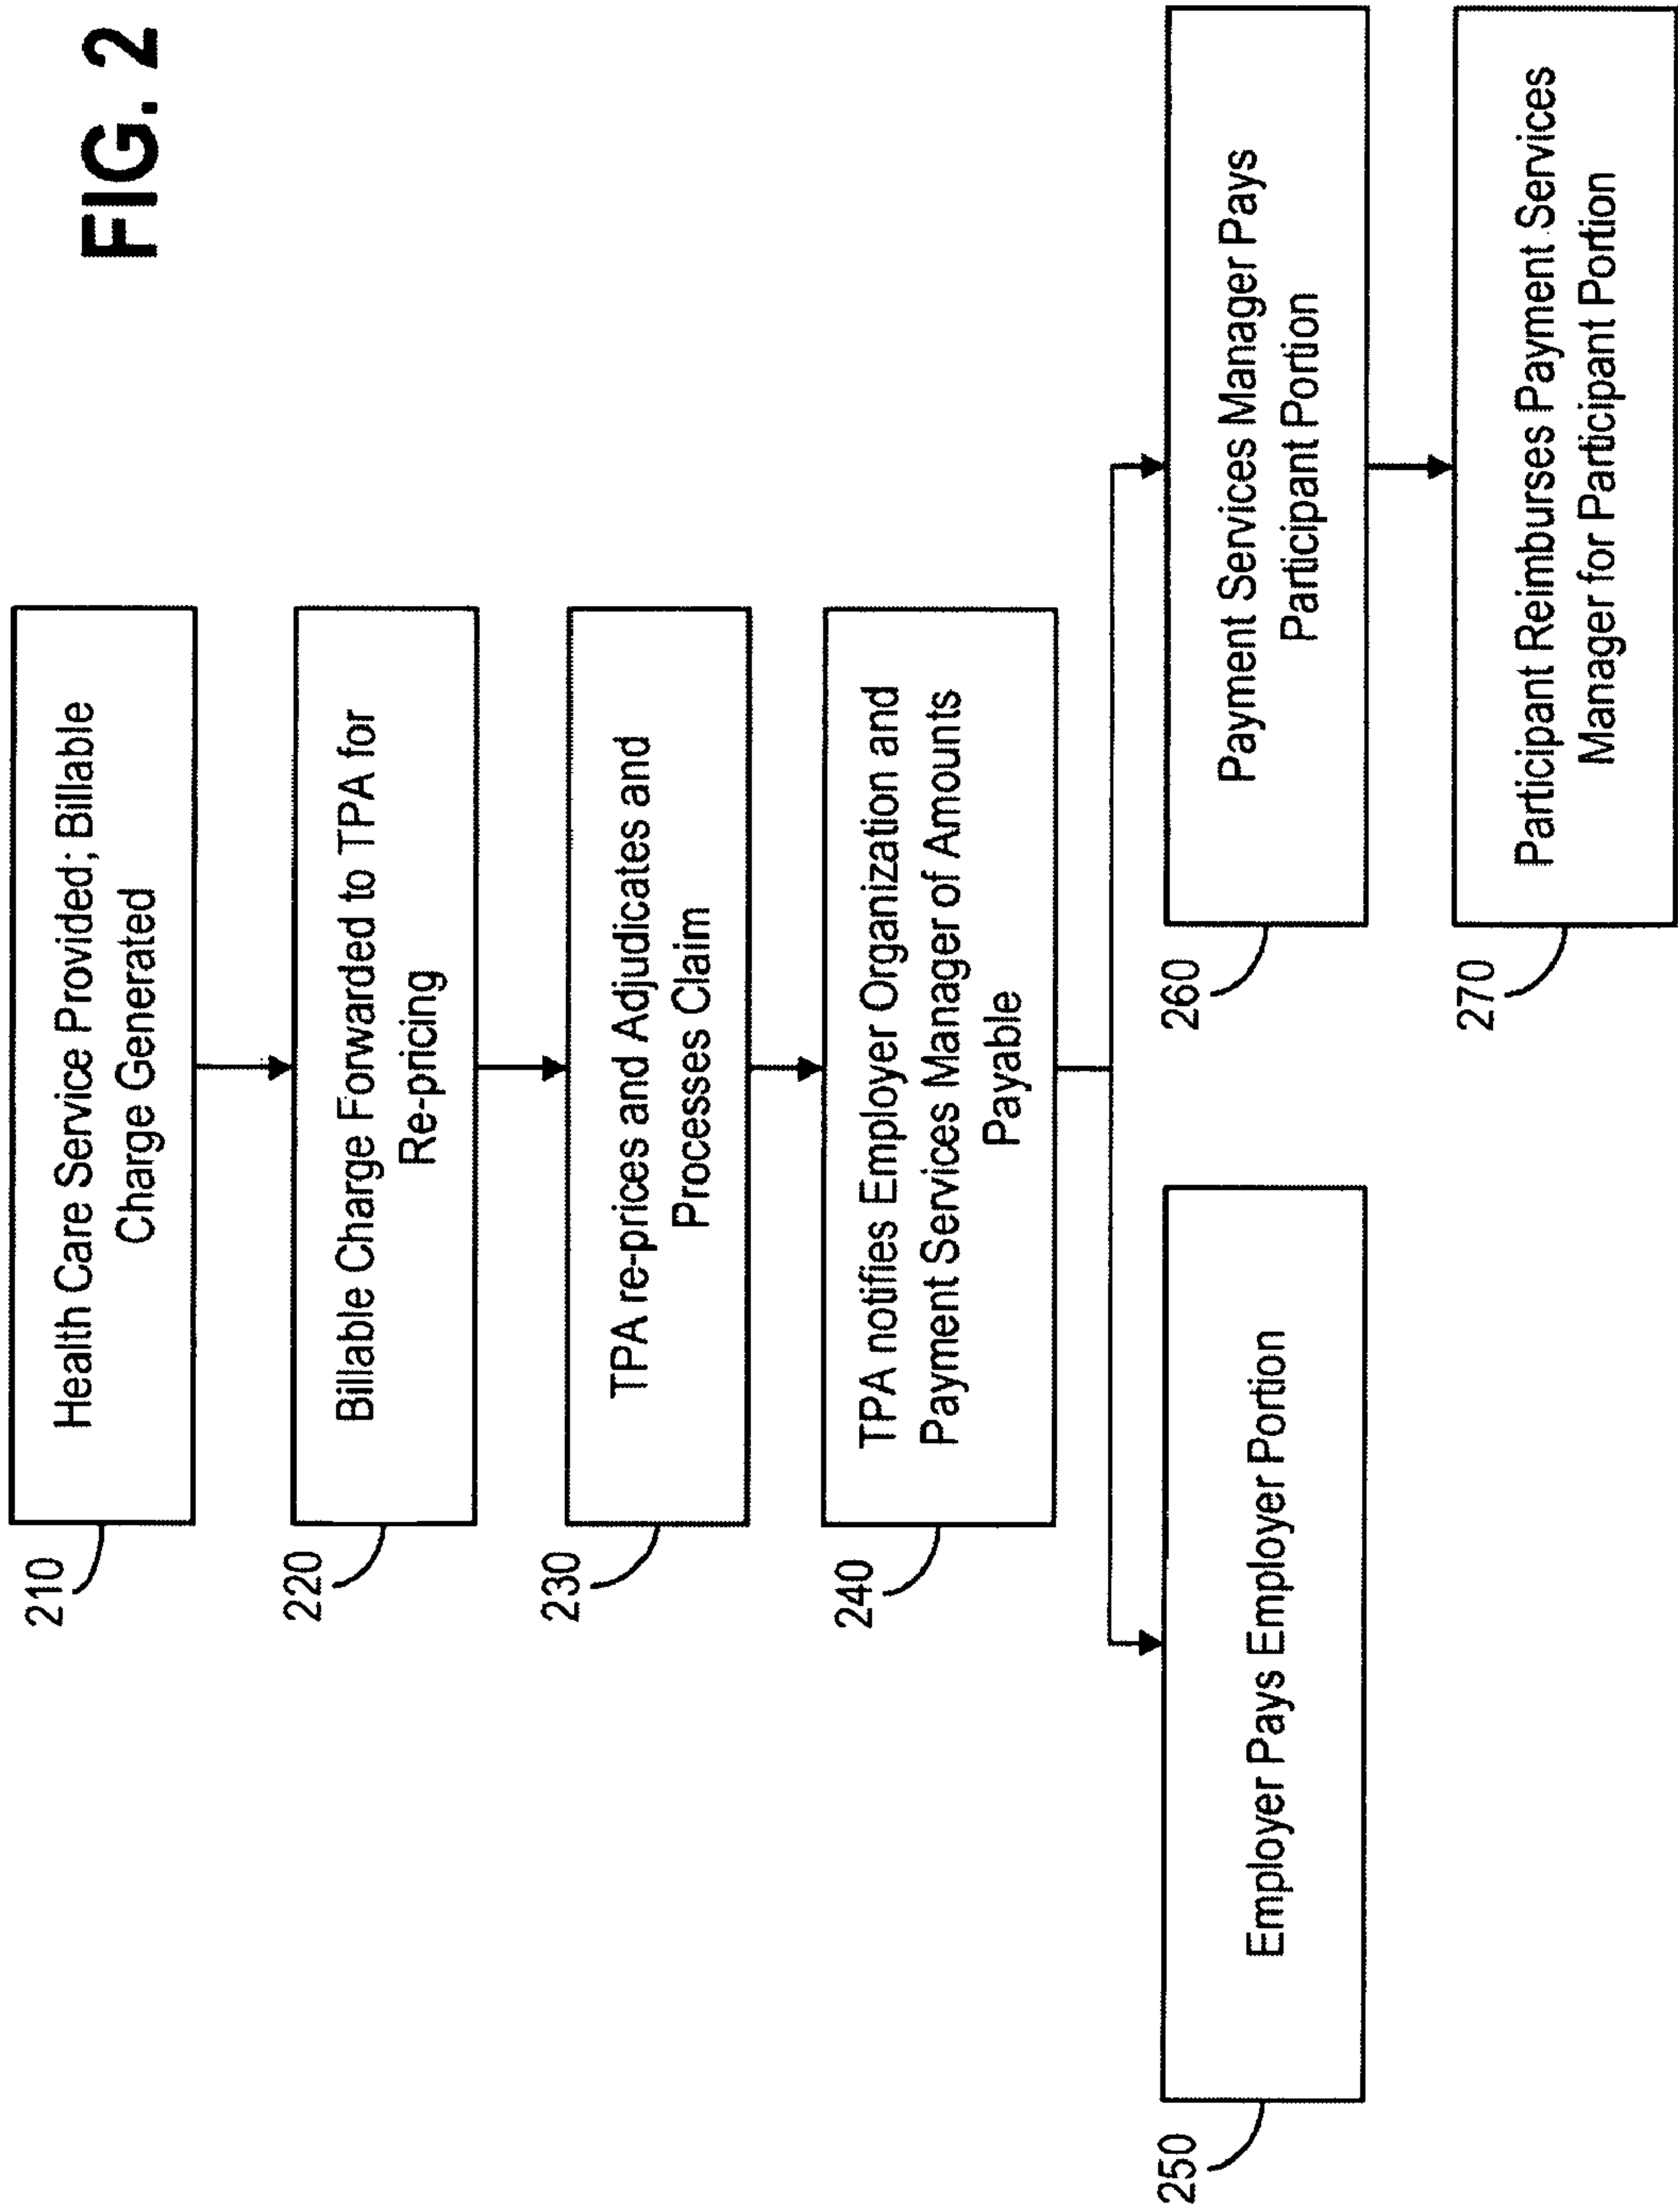 FIG. 2
210
Health Care Service Provided; Billable
Charge Generated
220
Billable Charge Forwarded to TPA for
Re-pricing
230
TPA re-prices and Adjudicates and
Processes Claim
240
TPA notifies Employer Organization and
Payment Services Manager of Amounts
Payable
250
Employer Pays Employer Portion
260
Payment Services Manager Pays
Participant Portion
270
Participant Reimburses Payment Services
Manager for Participant Portion